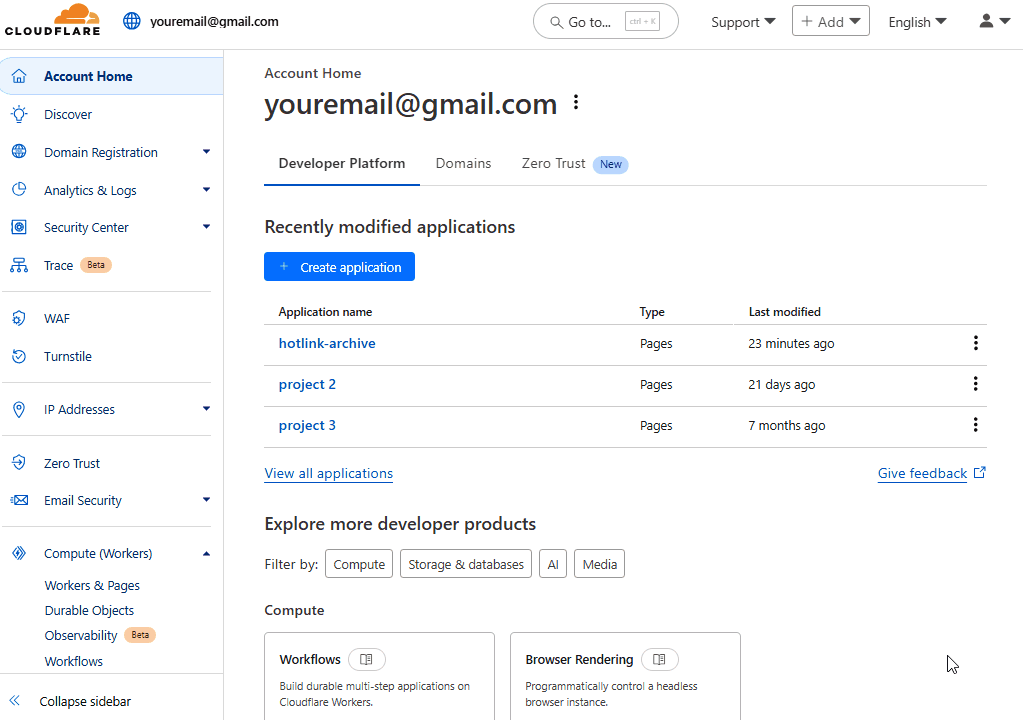 CLOUDFLARE
youremail@gmail.com
Go to... ctrl + K
Support
+ Add
English
Account Home
Discover
Domain Registration
Analytics & Logs
Security Center
Trace Beta
WAF
Turnstile
IP Addresses
Zero Trust
Email Security
Compute (Workers)
Workers & Pages
Durable Objects
Observability Beta
Workflows
Collapse sidebar
Account Home
youremail@gmail.com
Developer Platform Domains Zero Trust New
Recently modified applications
+ Create application
Application name Type Last modified
hotlink-archive Pages 23 minutes ago
project 2 Pages 21 days ago
project 3 Pages 7 months ago
View all applications Give feedback
Explore more developer products
Filter by: Compute Storage & databases AI Media
Compute
Workflows
Build durable multi-step applications on
Cloudflare Workers.
Browser Rendering
Programmatically control a headless
browser instance.